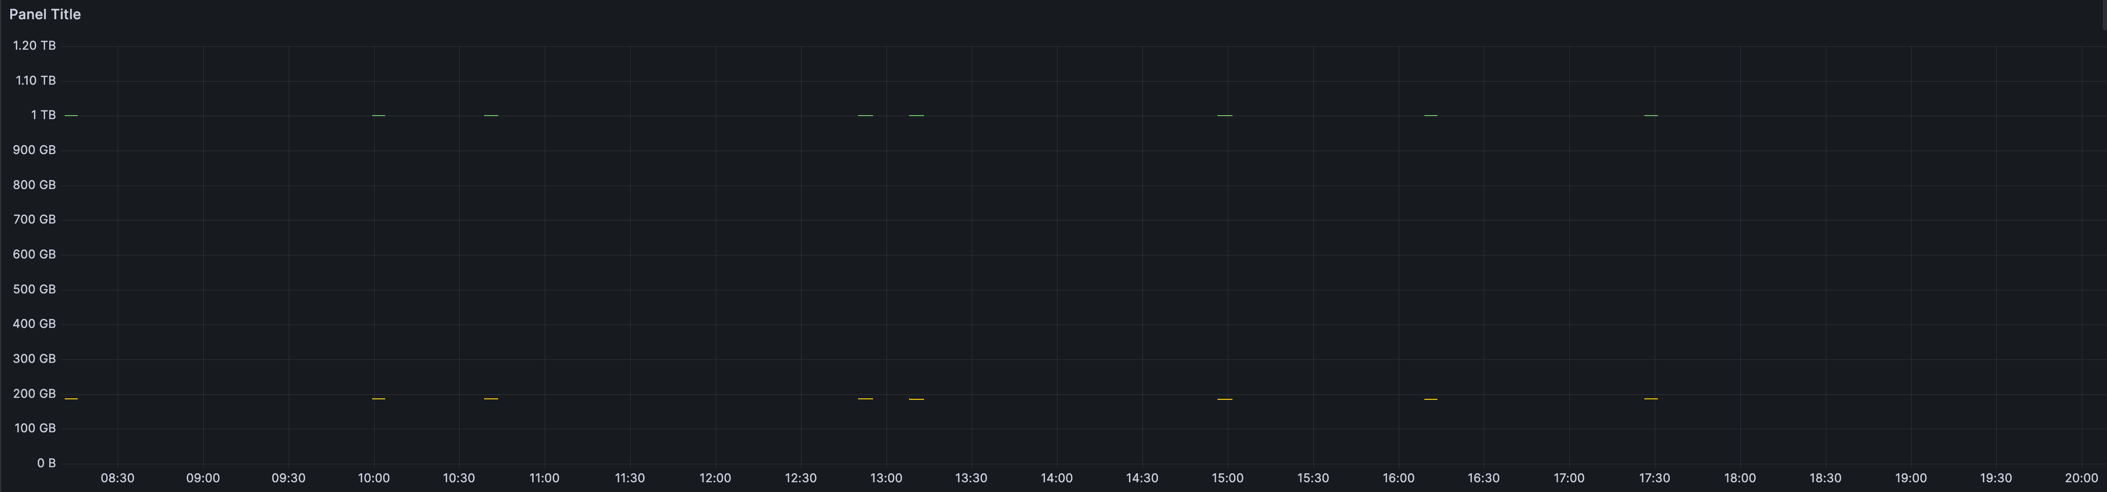 Panel Title
1.20 TB
1.10 TB
1 TB
900 GB
800 GB
700 GB
600 GB
500 GB
400 GB
300 GB
200 GB
100 GB
0 B
08:30 09:00 09:30 10:00 10:30 11:00 11:30 12:00 12:30 13:00 13:30 14:00 14:30 15:00 15:30 16:00 16:30 17:00 17:30 18:00 18:30 19:00 19:30 20:00